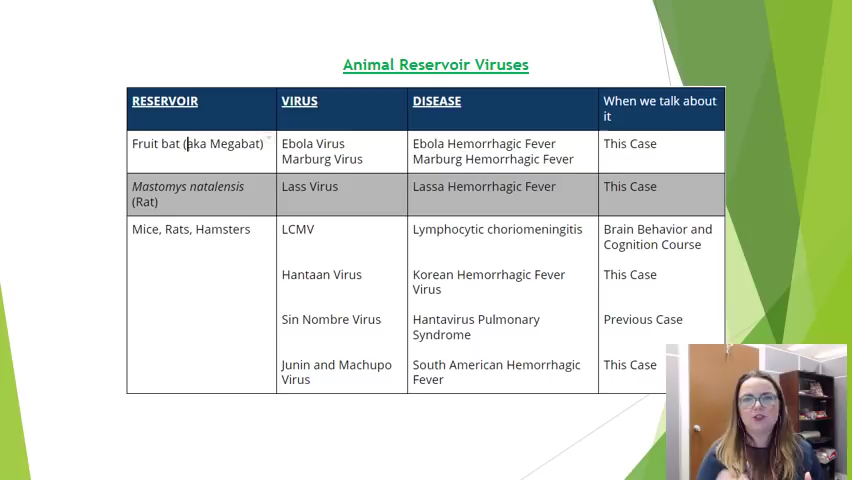 Animal Reservoir Viruses
RESERVOIR VIRUS DISEASE When we talk about
it
Fruit bat (aka Megabat) Ebola Virus Ebola Hemorrhagic Fever This Case
Marburg Virus Marburg Hemorrhagic Fever
Mastomys natalensis Lass Virus Lassa Hemorrhagic Fever This Case
(Rat)
Mice, Rats, Hamsters LCMV Lymphocytic choriomeningitis Brain Behavior and
Cognition Course
Hantaan Virus Korean Hemorrhagic Fever This Case
Virus
Sin Nombre Virus Hantavirus Pulmonary Previous Case
Syndrome
Junin and Machupo South American Hemorrhagic This Case
Virus Fever